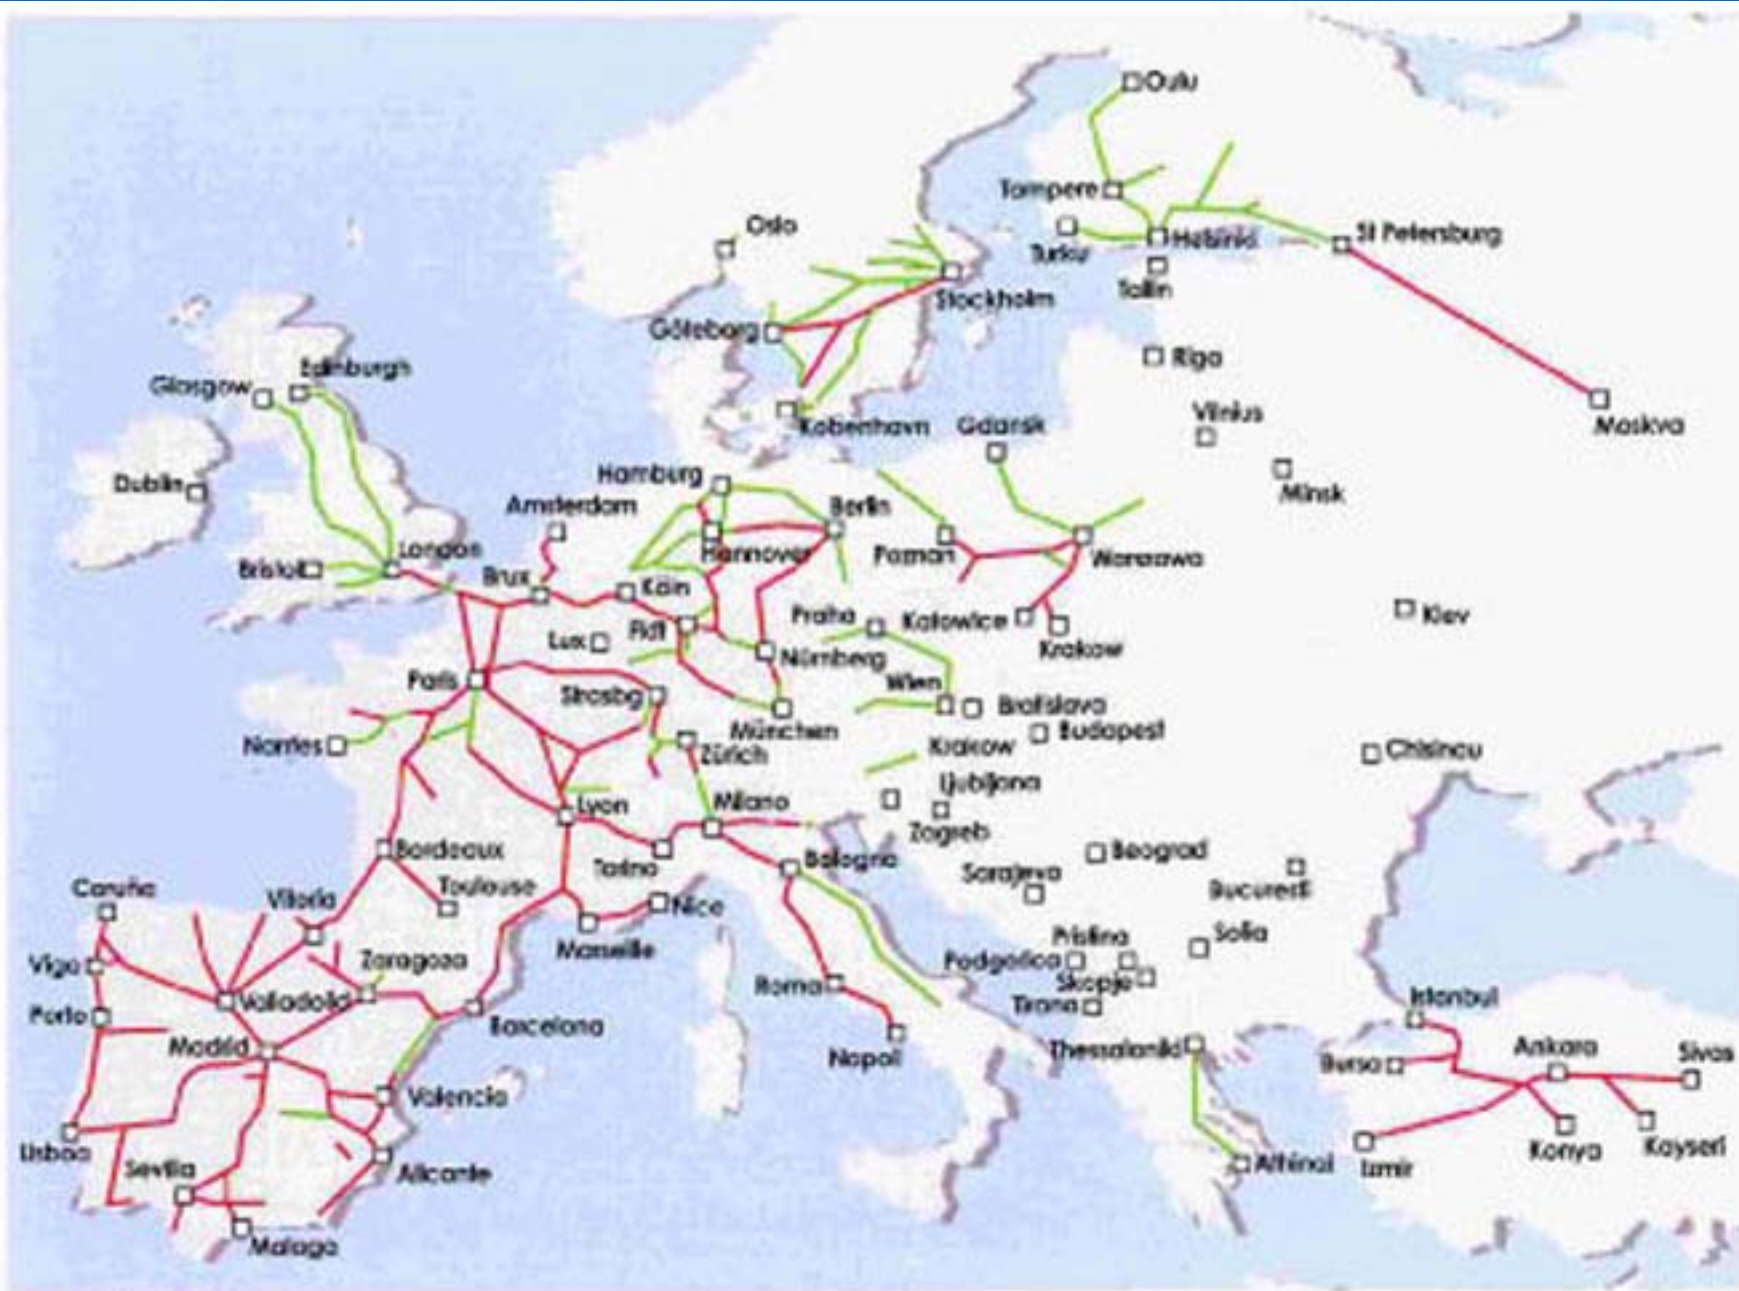 Oulu
Tampere
Oslo
Turku
Helsinki
St Petersburg
Tallin
Stockholm
Göteborg
Riga
Edinburgh
Glasgow
Vilnius
Moskva
Kobenhavn
Gdansk
Hamburg
Minsk
Dublin
Amsterdam
Berlin
London
Hannover
Poznan
Warszawa
Bristol
Brux
Köln
Praha
Katowice
Kiev
Lux
Nürnberg
Krakow
Paris
Wien
Strasbg
Bratislava
Nantes
München
Budapest
Zürich
Krakow
Chisinau
Ljubljana
Lyon
Milano
Zagreb
Bordeaux
Torino
Bologna
Beograd
Sarajevo
Bucuresti
Coruña
Vitoria
Toulouse
Nice
Marseille
Pristina
Sofia
Vigo
Zaragoza
Podgorica
Skopje
Valladolid
Roma
Tirana
Istanbul
Porto
Barcelona
Madrid
Napoli
Thessaloniki
Bursa
Ankara
Sivas
Valencia
Lisboa
Sevilla
Alicante
Athinai
Izmir
Konya
Kayseri
Malaga